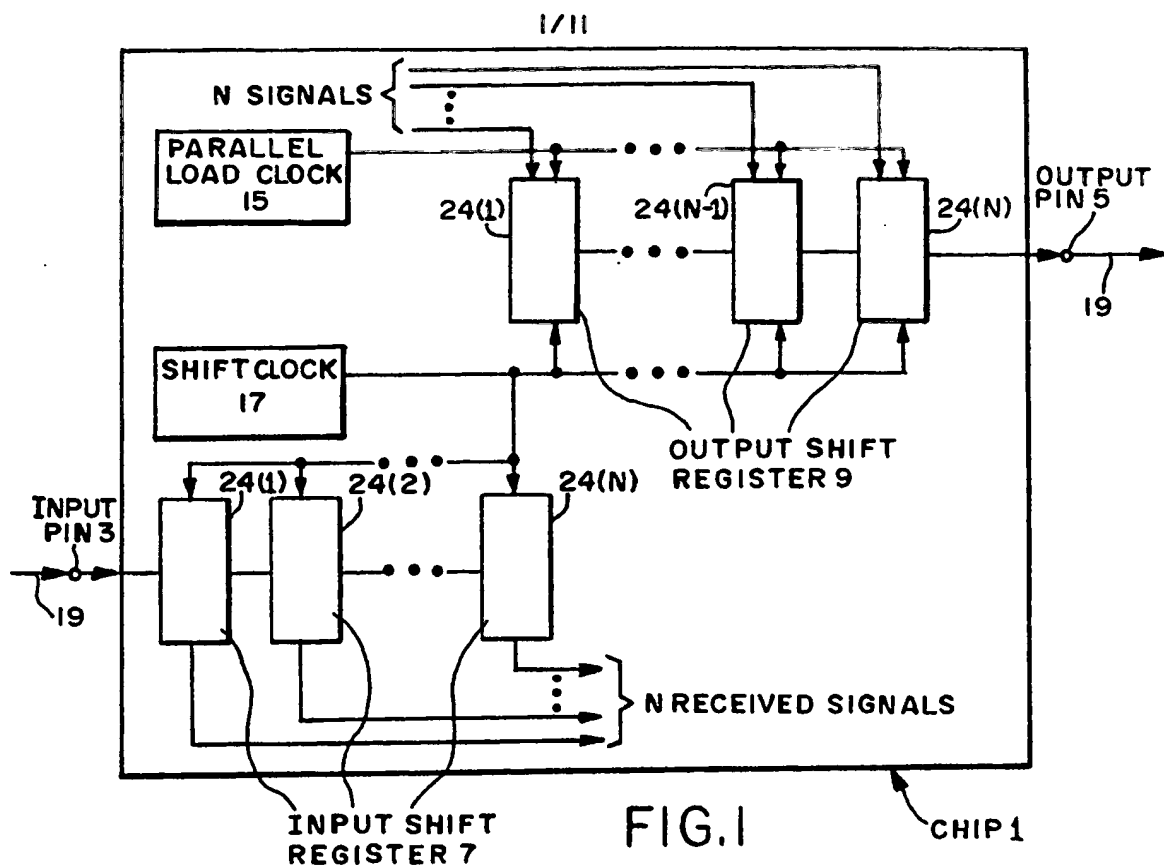 1/11
N SIGNALS
PARALLEL
LOAD CLOCK
15
24(1)
24(N-1)
24(N)
OUTPUT
PIN 5
19
SHIFT CLOCK
17
OUTPUT SHIFT
REGISTER 9
24(1)
24(2)
24(N)
INPUT
PIN 3
19
N RECEIVED SIGNALS
INPUT SHIFT
REGISTER 7
FIG.1
CHIP 1